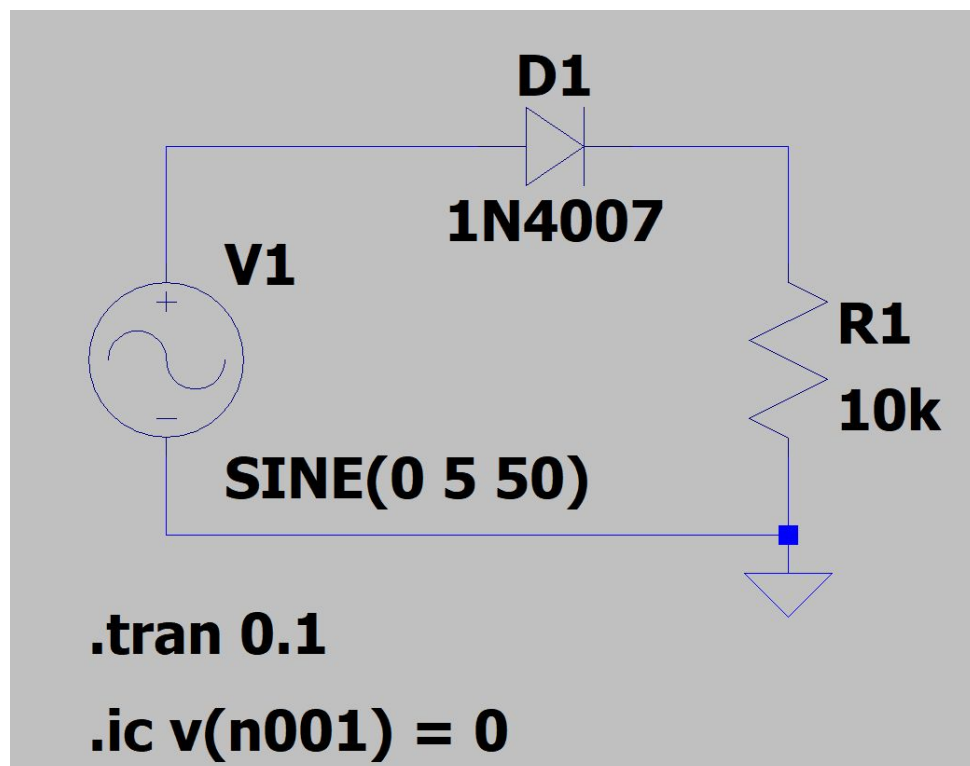 D1
1N4007
V1
R1
10k
SINE(0 5 50)
.tran 0.1
.ic v(n001) = 0